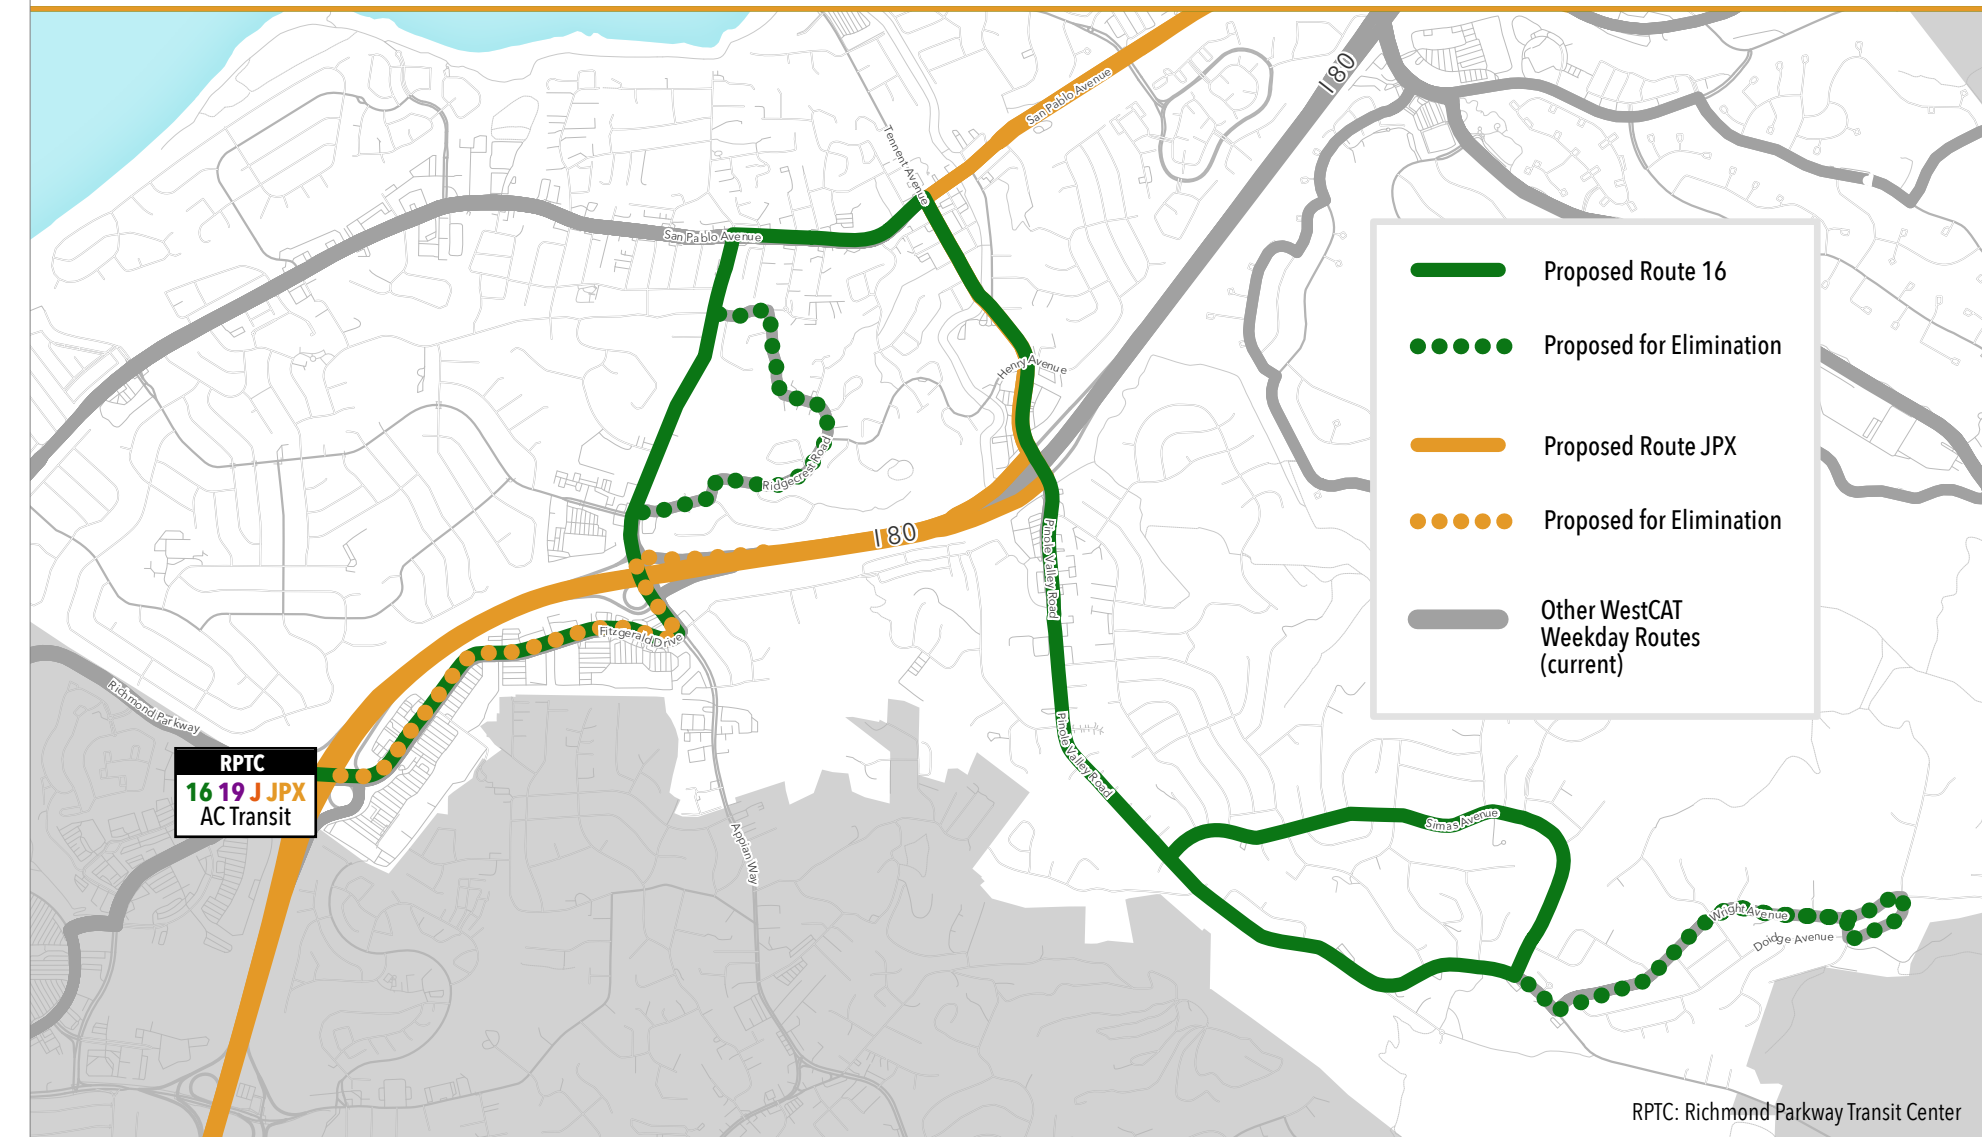 I 80
San Pablo Avenue
Tennent Avenue
San Pablo Avenue
Henry Avenue
Ridgecrest Road
I 80
Pinole Valley Road
Fitzgerald Drive
Richmond Parkway
Pinole Valley Road
RPTC
16 19 J JPX
AC Transit
Appian Way
Simas Avenue
Wright Avenue
Doidge Avenue
Proposed Route 16
Proposed for Elimination
Proposed Route JPX
Proposed for Elimination
Other WestCAT
Weekday Routes
(current)
RPTC: Richmond Parkway Transit Center